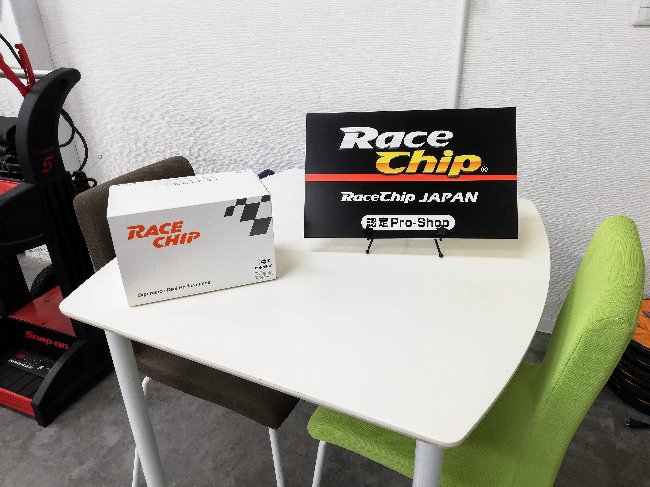 RACE
CHIP
Race
Chip®
RaceChip JAPAN
認定Pro-Shop
Snap-on